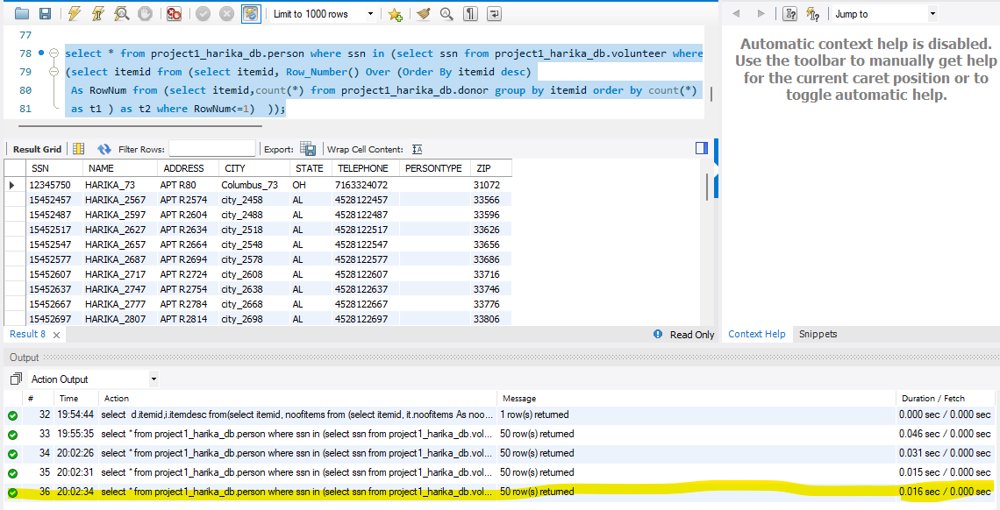 Limit to 1000 rows
Jump to
77
78 select * from project1_harika_db.person where ssn in (select ssn from project1_harika_db.volunteer where
79 (select itemid from (select itemid, Row_Number() Over (Order By itemid desc)
80 As RowNum from (select itemid,count(*) from project1_harika_db.donor group by itemid order by count(*)
81 as t1 ) as t2 where RowNum<=1) ));
Automatic context help is disabled.
Use the toolbar to manually get help
for the current caret position or to
toggle automatic help.
Result Grid Filter Rows: Export: Wrap Cell Content:
SSN NAME ADDRESS CITY STATE TELEPHONE PERSONTYPE ZIP
12345750 HARIKA_73 APT R80 Columbus_73 OH 7163324072 31072
15452457 HARIKA_2567 APT R2574 city_2458 AL 4528122457 33566
15452487 HARIKA_2597 APT R2604 city_2488 AL 4528122487 33596
15452517 HARIKA_2627 APT R2634 city_2518 AL 4528122517 33626
15452547 HARIKA_2657 APT R2664 city_2548 AL 4528122547 33656
15452577 HARIKA_2687 APT R2694 city_2578 AL 4528122577 33686
15452607 HARIKA_2717 APT R2724 city_2608 AL 4528122607 33716
15452637 HARIKA_2747 APT R2754 city_2638 AL 4528122637 33746
15452667 HARIKA_2777 APT R2784 city_2668 AL 4528122667 33776
15452697 HARIKA_2807 APT R2814 city_2698 AL 4528122697 33806
Result 8 Read Only
Context Help Snippets
Output
Action Output
# Time Action Message Duration / Fetch
32 19:54:44 select d.itemid,i.itemdesc from(select itemid, noofitems from (select itemid, it.noofitems As noo... 1 row(s) returned 0.000 sec / 0.000 sec
33 19:55:35 select * from project1_harika_db.person where ssn in (select ssn from project1_harika_db.vol... 50 row(s) returned 0.046 sec / 0.000 sec
34 20:02:26 select * from project1_harika_db.person where ssn in (select ssn from project1_harika_db.vol... 50 row(s) returned 0.031 sec / 0.000 sec
35 20:02:31 select * from project1_harika_db.person where ssn in (select ssn from project1_harika_db.vol... 50 row(s) returned 0.015 sec / 0.000 sec
36 20:02:34 select * from project1_harika_db.person where ssn in (select ssn from project1_harika_db.vol... 50 row(s) returned 0.016 sec / 0.000 sec